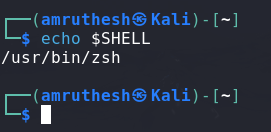 ┌──(amruthesh㉿Kali)-[~]
└─$ echo $SHELL
/usr/bin/zsh
┌──(amruthesh㉿Kali)-[~]
└─$